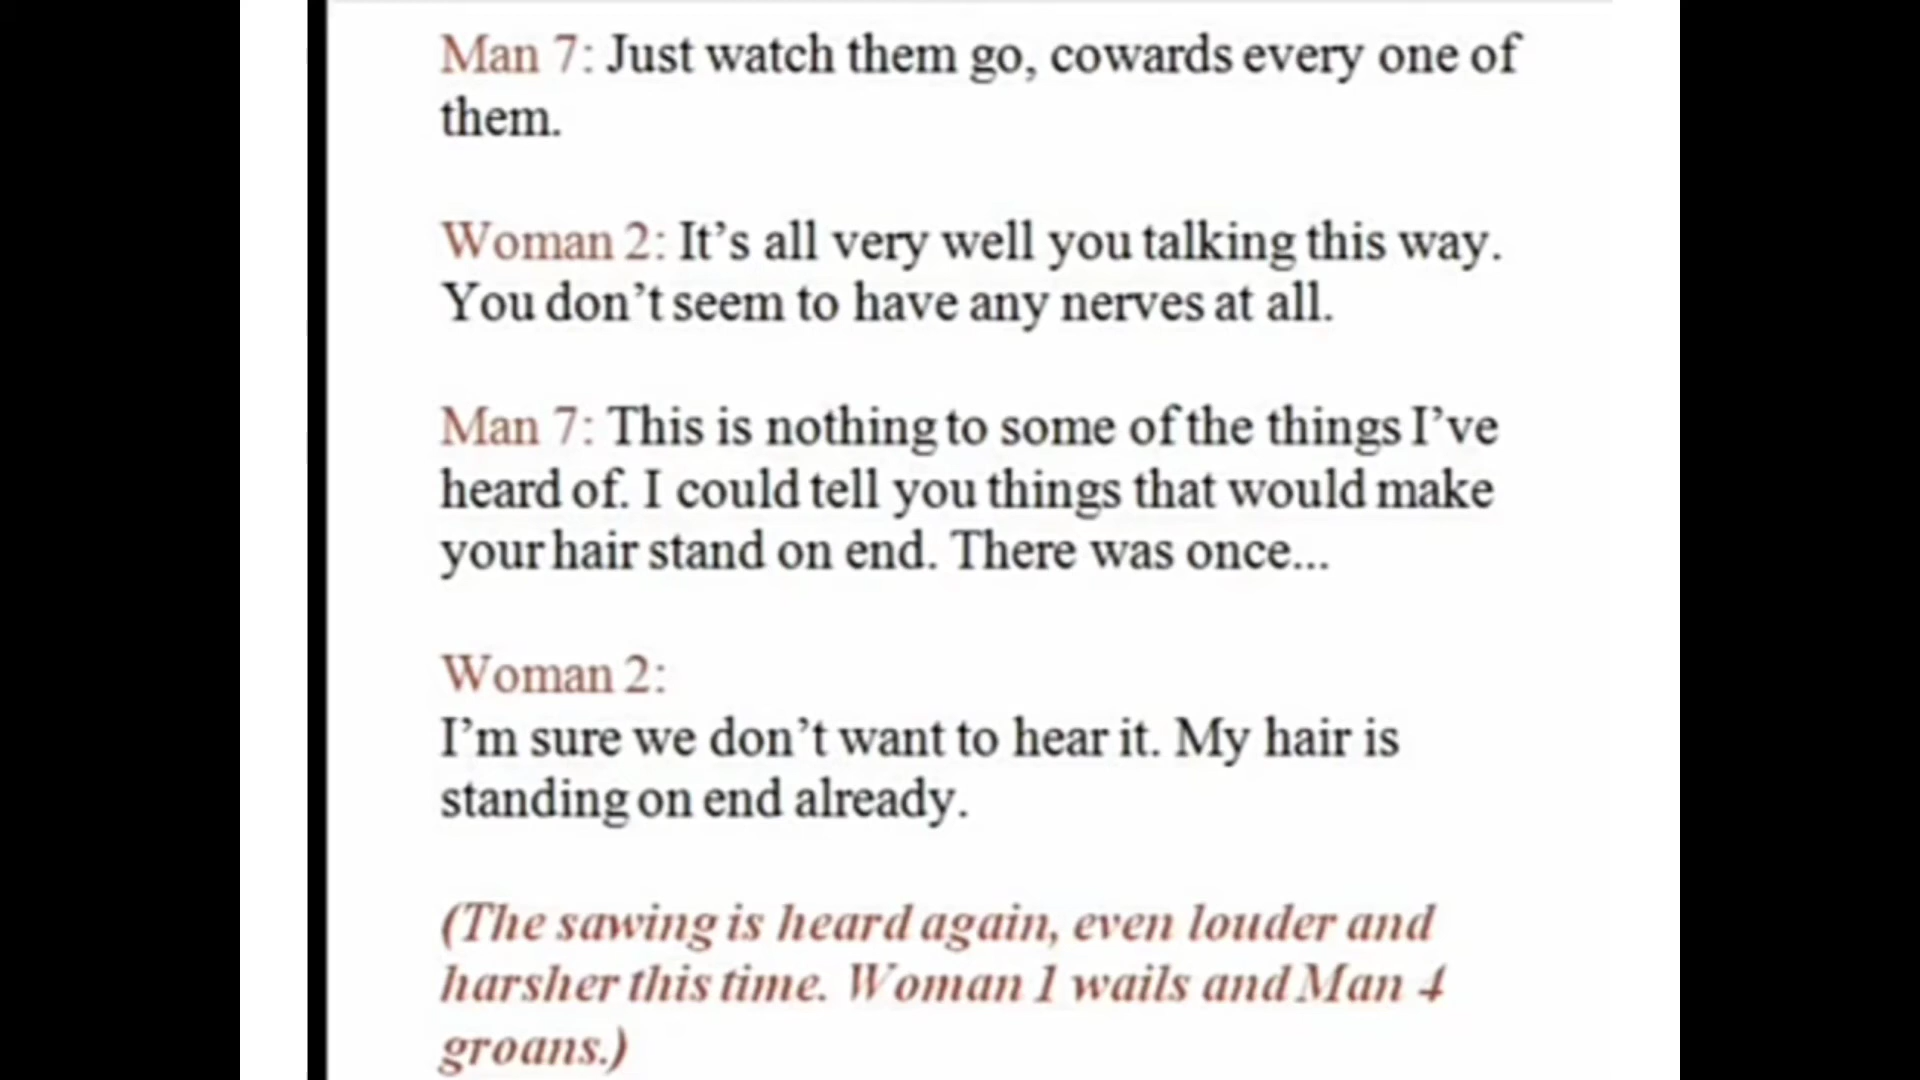 Man 7: Just watch them go, cowards every one of
them.
Woman 2: It’s all very well you talking this way.
You don’t seem to have any nerves at all.
Man 7: This is nothing to some of the things I’ve
heard of. I could tell you things that would make
your hair stand on end. There was once...
Woman 2:
I’m sure we don’t want to hear it. My hair is
standing on end already.
(The sawing is heard again, even louder and
harsher this time. Woman 1 wails and Man 4
groans.)